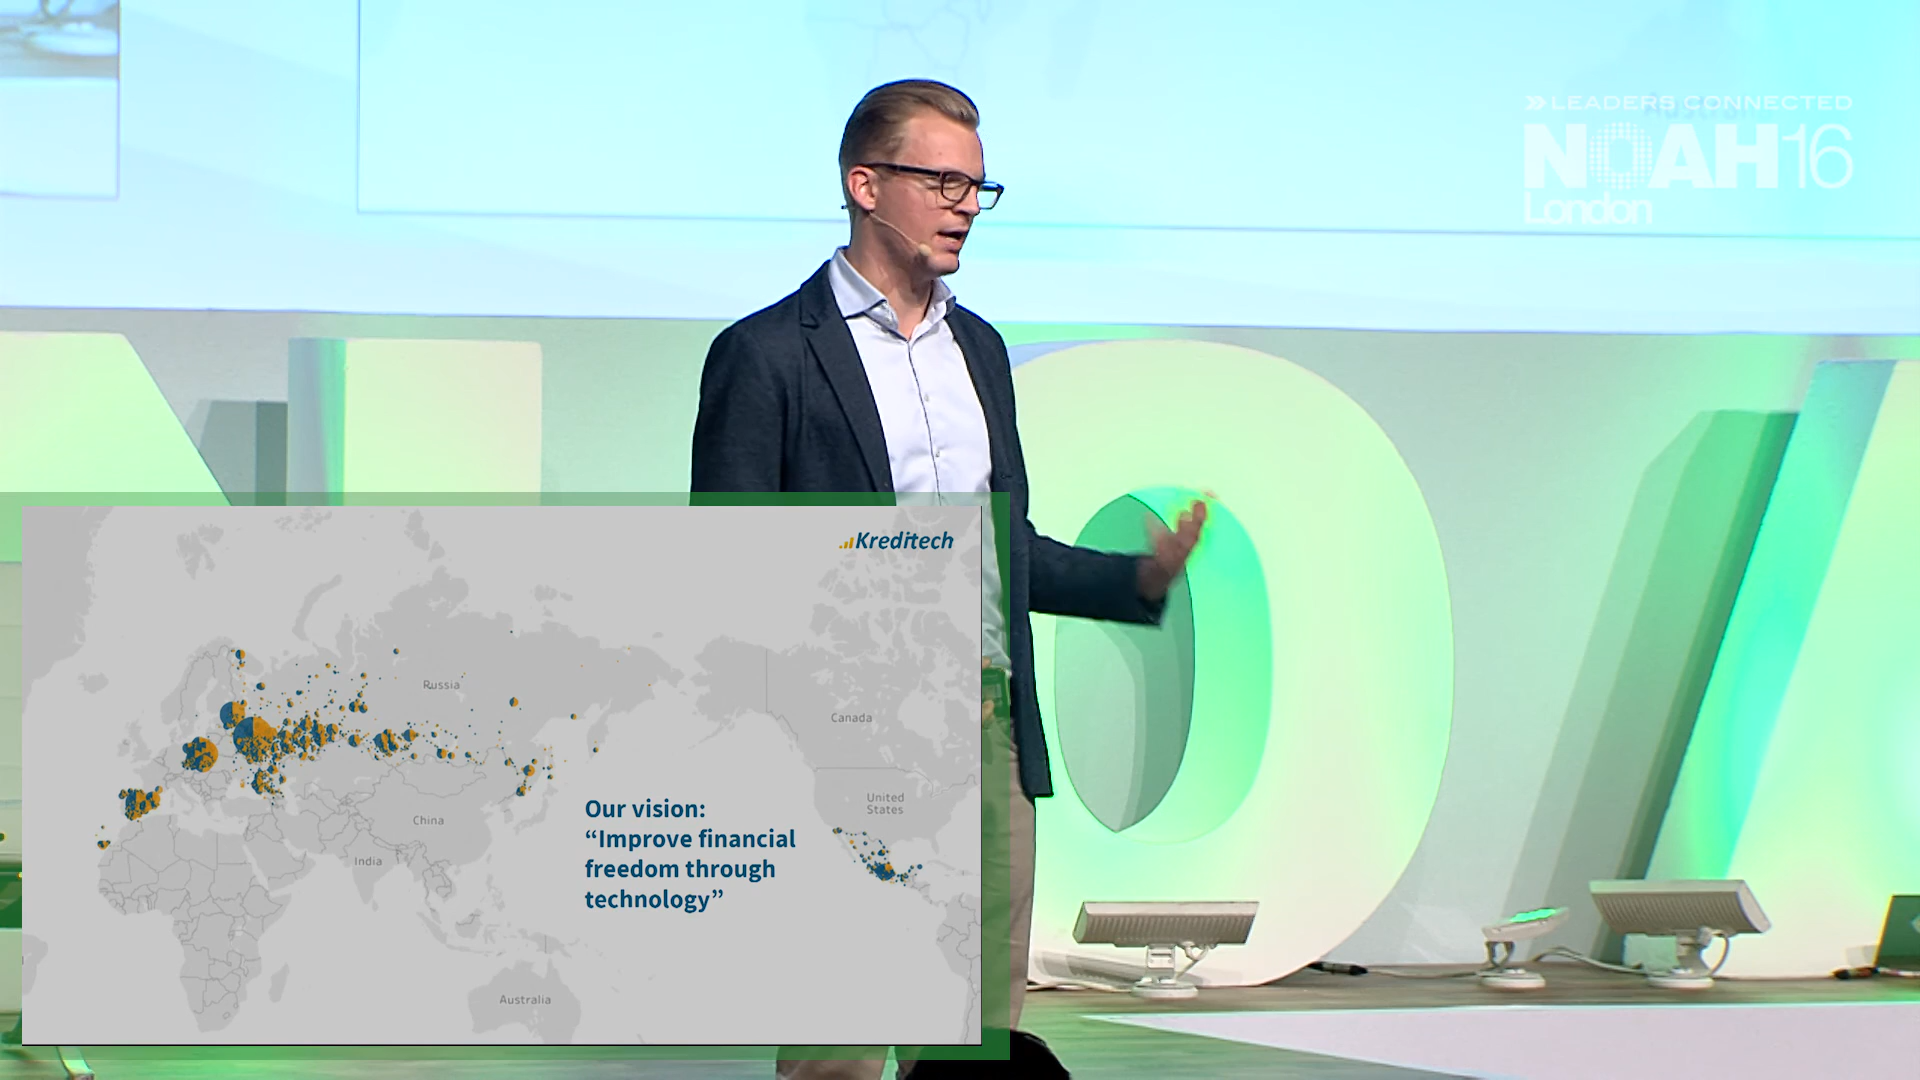 LEADERS CONNECTED
NOAH16
London
NOA
Kreditech
Russia
Canada
United
States
China
India
Australia
Our vision:
“Improve financial
freedom through
technology”